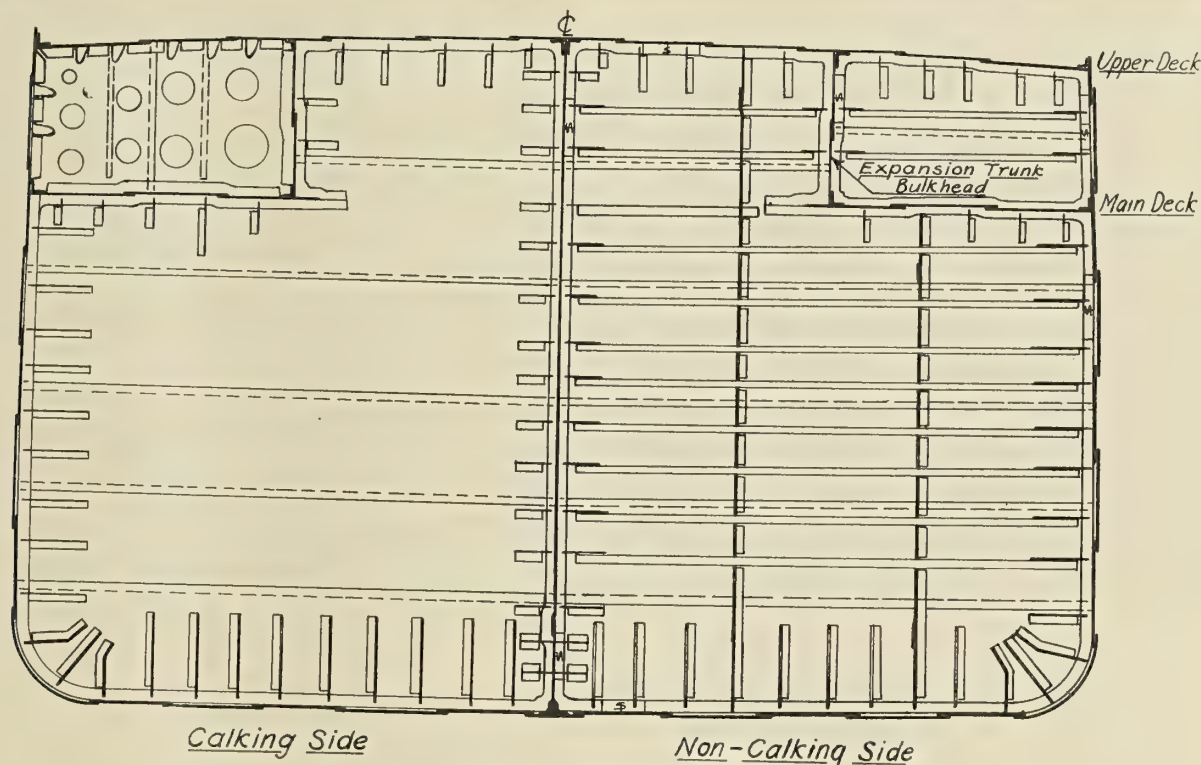 ℄
Upper Deck
Expansion Trunk
Bulkhead
Main Deck
Calking Side
Non-Calking Side